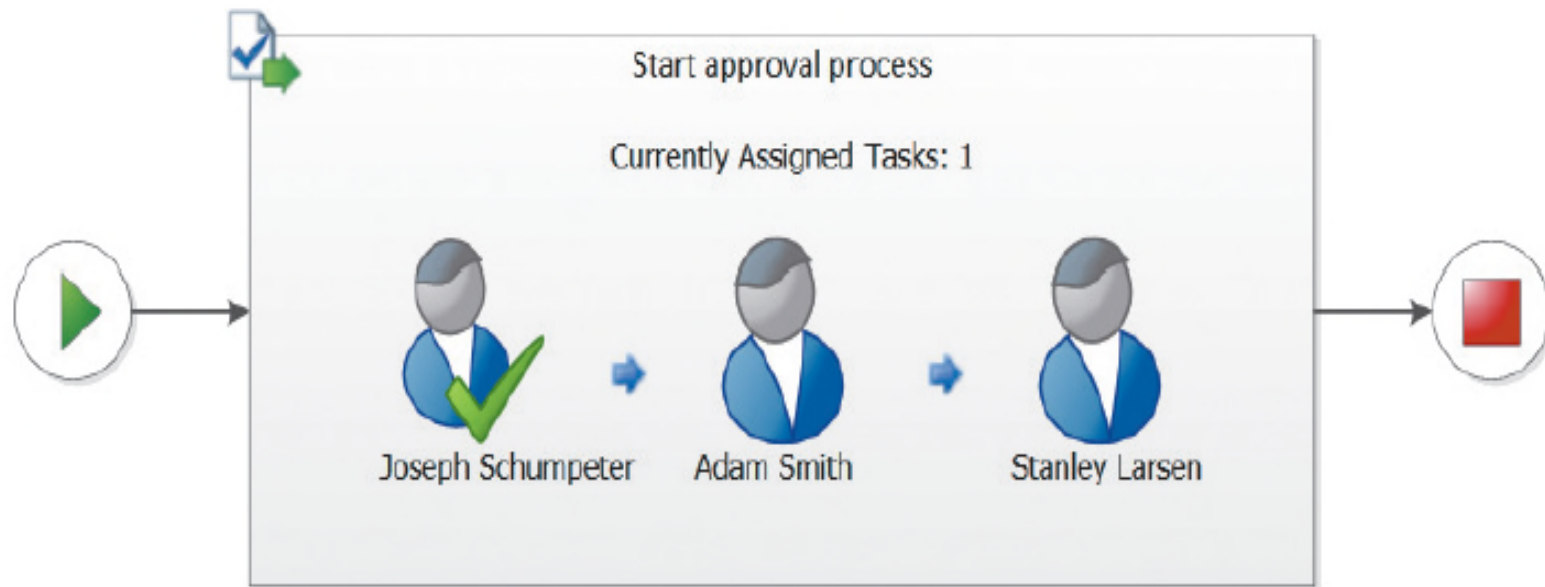 Start approval process
Currently Assigned Tasks: 1
Joseph Schumpeter
Adam Smith
Stanley Larsen